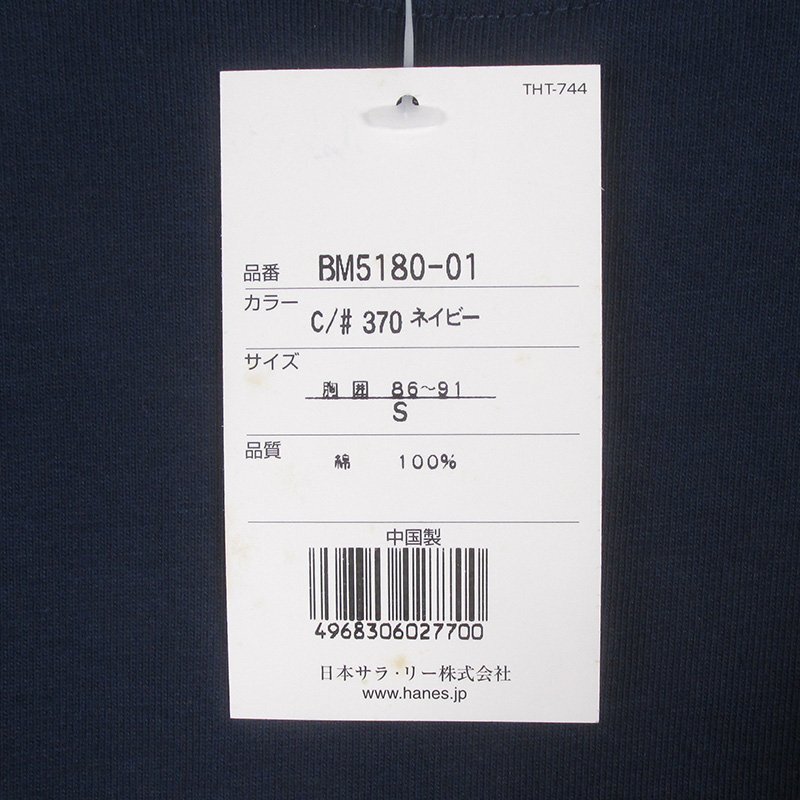 THT-744
品番 BM5180-01
カラー
C/# 370 ネイビー
サイズ
胸囲 86~91
S
品質
綿 100%
中国製
4968306027700
日本サラ・リー株式会社
www.hanes.jp